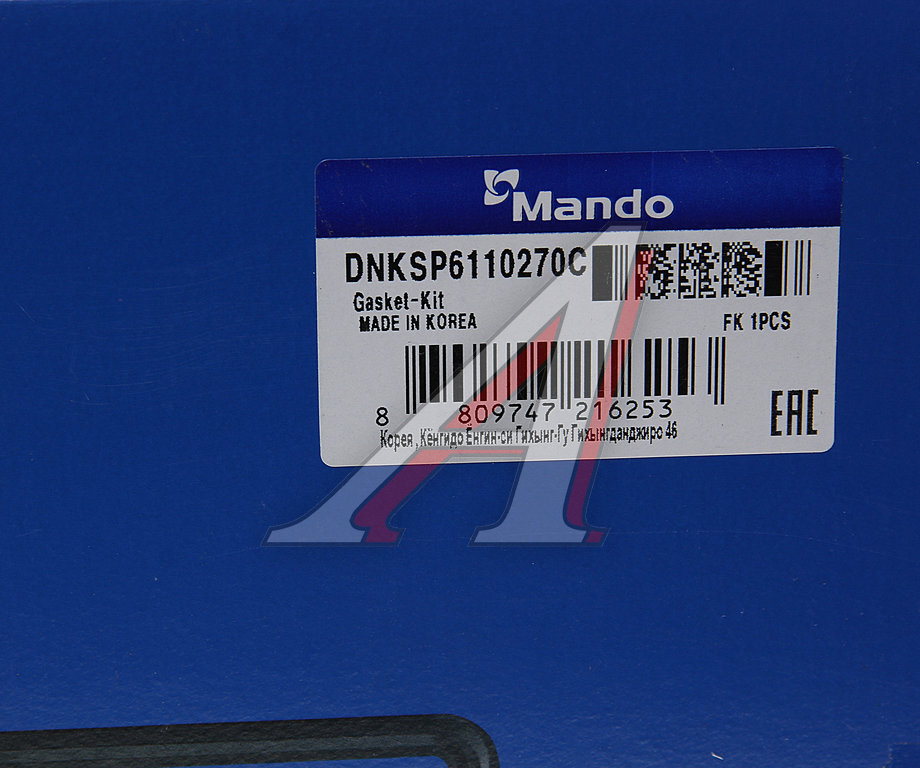 Mando
DNKSP6110270C
Gasket-Kit
MADE IN KOREA
FK 1PCS
8 809747 216253
EAC
Корея, Кёнгидо Ёнгин-си Гихынг-Гу Гихынгданджиро 46